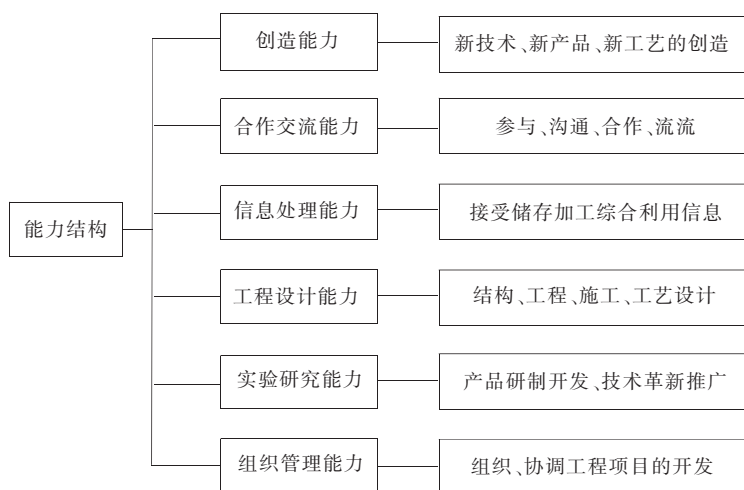 创造能力
新技术、新产品、新工艺的创造
合作交流能力
参与、沟通、合作、流流
信息处理能力
接受储存加工综合利用信息
能力结构
工程设计能力
结构、工程、施工、工艺设计
实验研究能力
产品研制开发、技术革新推广
组织管理能力
组织、协调工程项目的开发